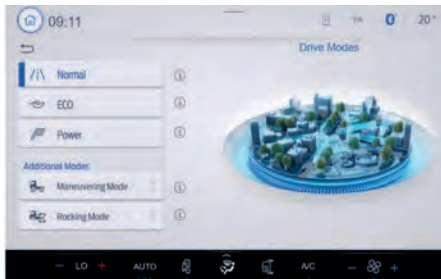 09:11
20°
Drive Modes
Normal
ECO
Power
Additional Modes
Maneuvering Mode
Rocking Mode
− LO +
AUTO
A/C
− +